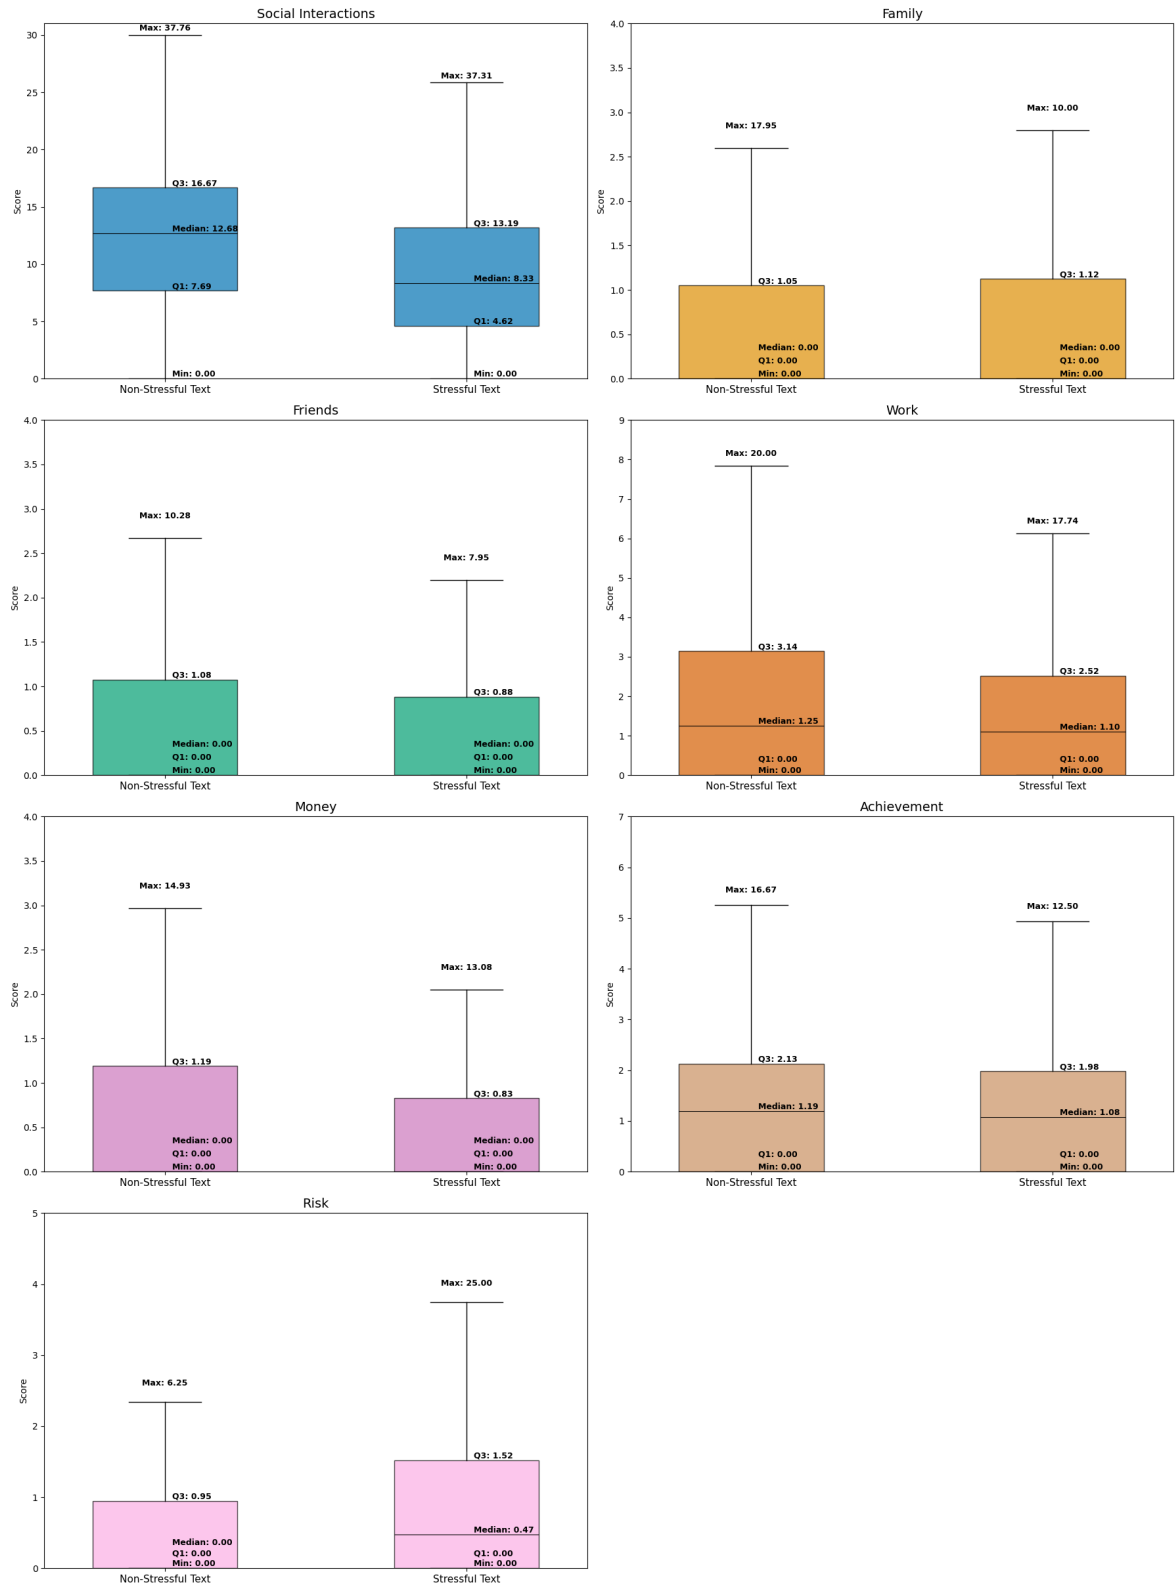 Social Interactions
Max: 37.76
Max: 37.31
Q3: 16.67
Median: 12.68
Q1: 7.69
Min: 0.00
Q3: 13.19
Median: 8.33
Q1: 4.62
Min: 0.00
30
25
20
15
10
5
0
Score
Non-Stressful Text
Stressful Text
Family
Max: 17.95
Max: 10.00
Q3: 1.05
Median: 0.00
Q1: 0.00
Min: 0.00
Q3: 1.12
Median: 0.00
Q1: 0.00
Min: 0.00
4.0
3.5
3.0
2.5
2.0
1.5
1.0
0.5
0.0
Score
Non-Stressful Text
Stressful Text
Friends
Max: 10.28
Max: 7.95
Q3: 1.08
Median: 0.00
Q1: 0.00
Min: 0.00
Q3: 0.88
Median: 0.00
Q1: 0.00
Min: 0.00
4.0
3.5
3.0
2.5
2.0
1.5
1.0
0.5
0.0
Score
Non-Stressful Text
Stressful Text
Work
Max: 20.00
Max: 17.74
Q3: 3.14
Median: 1.25
Q1: 0.00
Min: 0.00
Q3: 2.52
Median: 1.10
Q1: 0.00
Min: 0.00
9
8
7
6
5
4
3
2
1
0
Score
Non-Stressful Text
Stressful Text
Money
Max: 14.93
Max: 13.08
Q3: 1.19
Median: 0.00
Q1: 0.00
Min: 0.00
Q3: 0.83
Median: 0.00
Q1: 0.00
Min: 0.00
4.0
3.5
3.0
2.5
2.0
1.5
1.0
0.5
0.0
Score
Non-Stressful Text
Stressful Text
Achievement
Max: 16.67
Max: 12.50
Q3: 2.13
Median: 1.19
Q1: 0.00
Min: 0.00
Q3: 1.98
Median: 1.08
Q1: 0.00
Min: 0.00
7
6
5
4
3
2
1
0
Score
Non-Stressful Text
Stressful Text
Risk
Max: 6.25
Max: 25.00
Q3: 0.95
Median: 0.00
Q1: 0.00
Min: 0.00
Q3: 1.52
Median: 0.47
Q1: 0.00
Min: 0.00
5
4
3
2
1
0
Score
Non-Stressful Text
Stressful Text